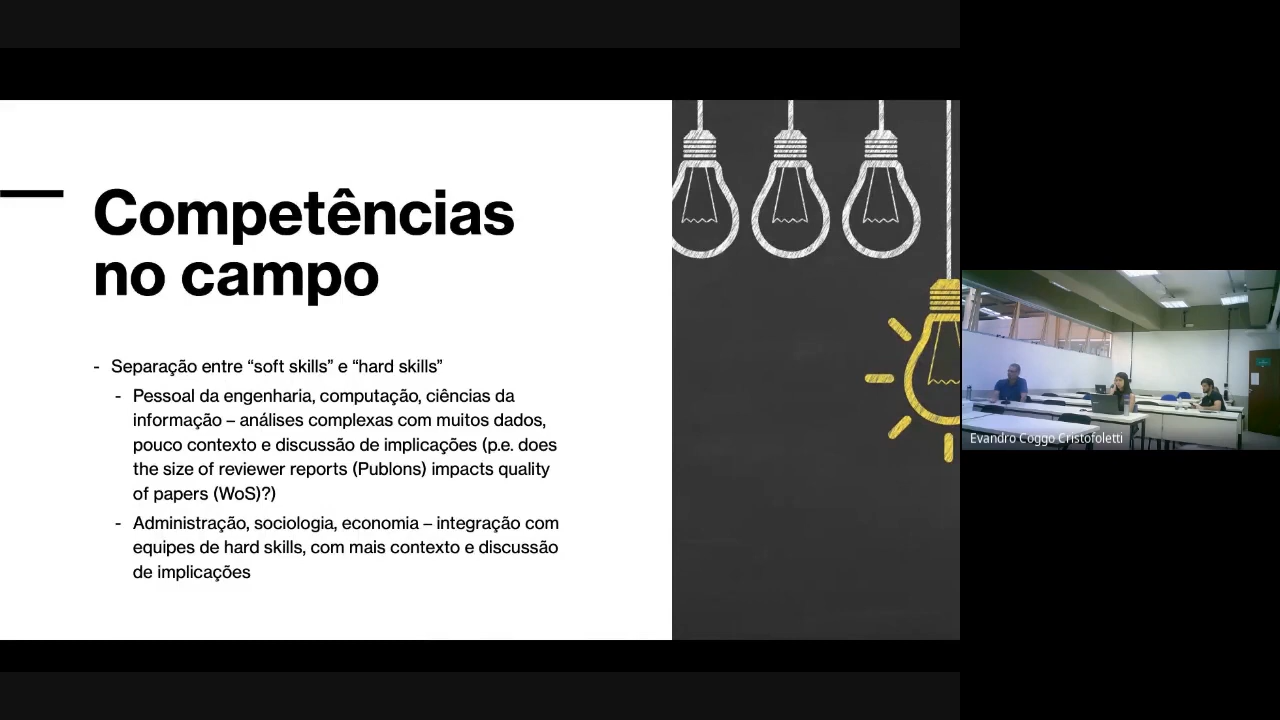 Competências
no campo
- Separação entre “soft skills” e “hard skills”
- Pessoal da engenharia, computação, ciências da
informação – análises complexas com muitos dados,
pouco contexto e discussão de implicações (p.e. does
the size of reviewer reports (Publons) impacts quality
of papers (WoS)?)
- Administração, sociologia, economia – integração com
equipes de hard skills, com mais contexto e discussão
de implicações
Evandro Coggo Cristofoletti